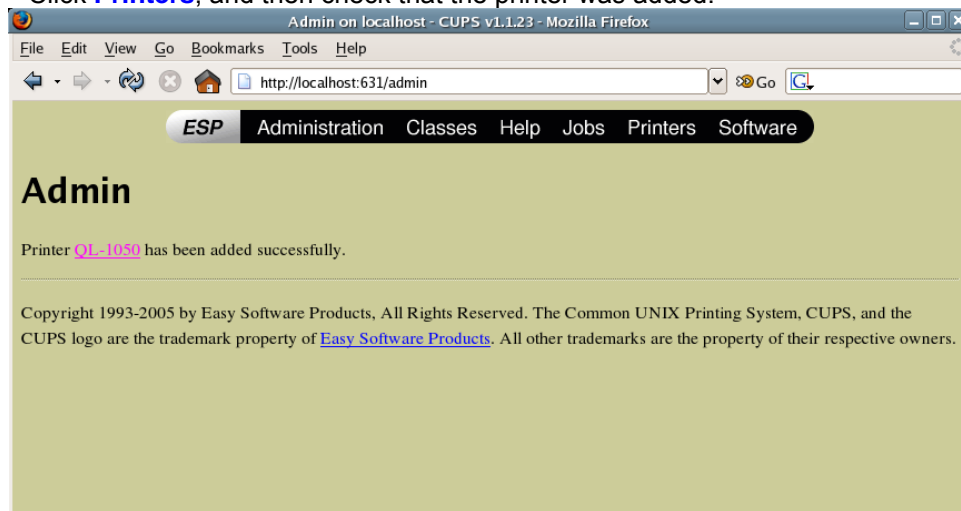 Click Printers, and then check that the printer was added.
Admin on localhost - CUPS v1.1.23 - Mozilla Firefox
File Edit View Go Bookmarks Tools Help
http://localhost:631/admin Go G
ESP Administration Classes Help Jobs Printers Software
Admin
Printer QL-1050 has been added successfully.
Copyright 1993-2005 by Easy Software Products, All Rights Reserved. The Common UNIX Printing System, CUPS, and the
CUPS logo are the trademark property of Easy Software Products. All other trademarks are the property of their respective owners.